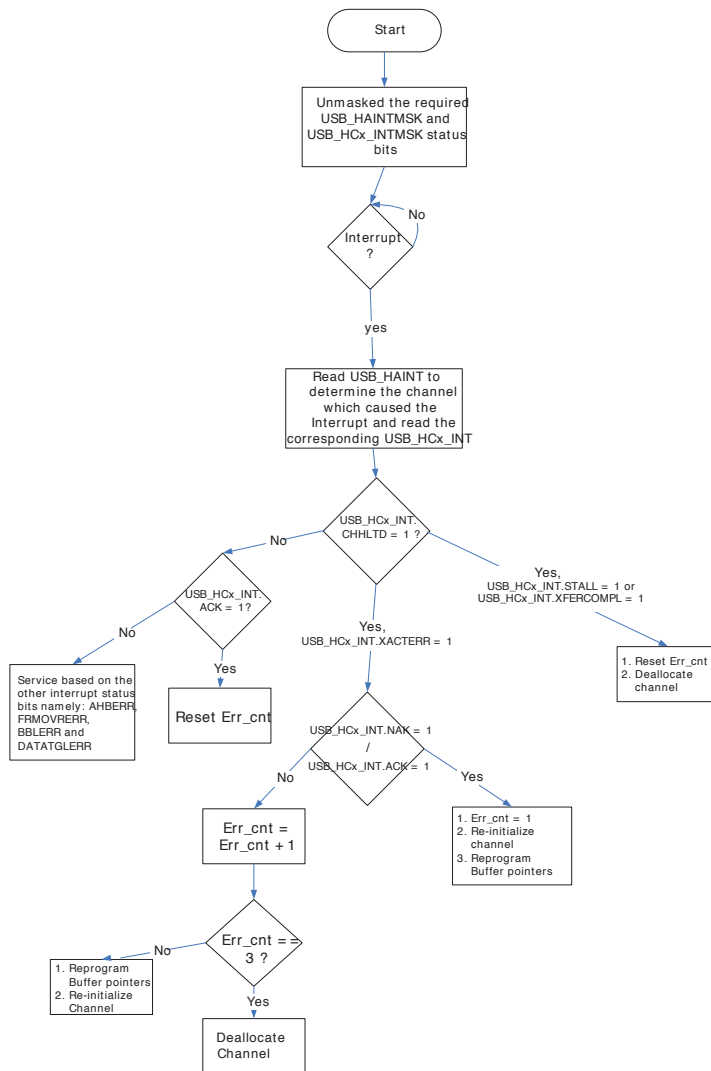 Start
Unmasked the required
USB_HAINTMSK and
USB_HCx_INTMSK status
bits
No
Interrupt
?
yes
Read USB_HAINT to
determine the channel
which caused the
Interrupt and read the
corresponding USB_HCx_INT
USB_HCx_INT.
CHHLTD = 1 ?
No
Yes,
USB_HCx_INT.STALL = 1 or
USB_HCx_INT.XFERCOMPL = 1
USB_HCx_INT.
ACK = 1?
Yes,
USB_HCx_INT.XACTERR = 1
No
Yes
Service based on the
other interrupt status
bits namely: AHBERR,
FRMOVRERR,
BBLERR and
DATATGLERR
Reset Err_cnt
1. Reset Err_cnt
2. Deallocate
channel
USB_HCx_INT.NAK = 1
/
USB_HCx_INT.ACK = 1
No
Yes
Err_cnt =
Err_cnt + 1
1. Err_cnt = 1
2. Re-initialize
channel
3. Reprogram
Buffer pointers
Err_cnt ==
3 ?
No
1. Reprogram
Buffer pointers
2. Re-initialize
Channel
Yes
Deallocate
Channel